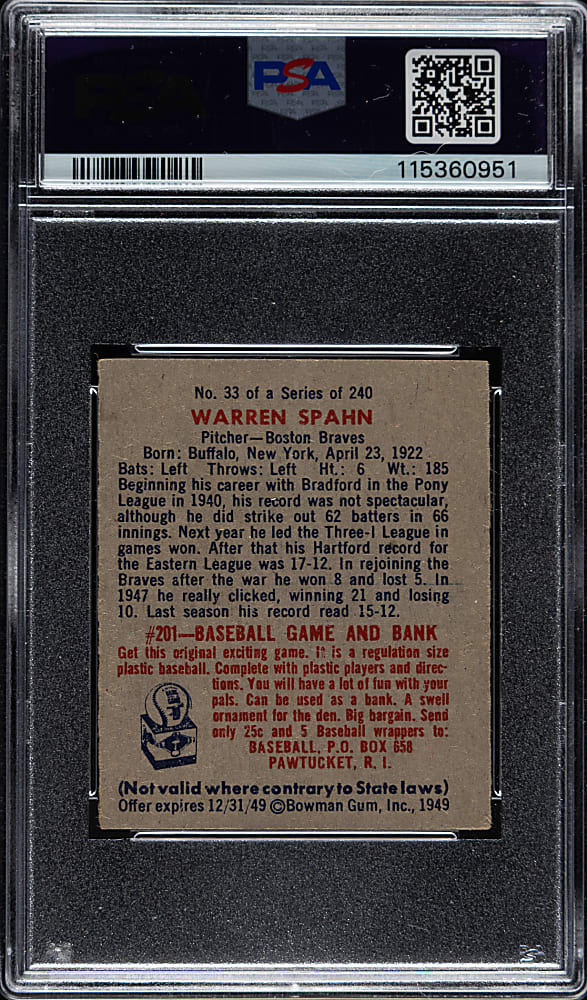 PSA
115360951
No. 33 of a Series of 240
WARREN SPAHN
Pitcher—Boston Braves
Born: Buffalo, New York, April 23, 1922
Bats: Left Throws: Left Ht.: 6 Wt.: 185
Beginning his career with Bradford in the Pony
League in 1940, his record was not spectacular,
although he did strike out 62 batters in 66
innings. Next year he led the Three-I League in
games won. After that his Hartford record for
the Eastern League was 17-12. In rejoining the
Braves after the war he won 8 and lost 5. In
1947 he really clicked, winning 21 and losing
10. Last season his record read 15-12.
#201—BASEBALL GAME AND BANK
Get this original exciting game. It is a regulation size
plastic baseball. Complete with plastic players and direc-
tions. You will have a lot of fun with your
pals. Can be used as a bank. A swell
ornament for the den. Big bargain. Send
only 25c and 5 Baseball wrappers to:
BASEBALL, P.O. BOX 658
PAWTUCKET, R. I.
(Not valid where contrary to State laws)
Offer expires 12/31/49 ©Bowman Gum, Inc., 1949